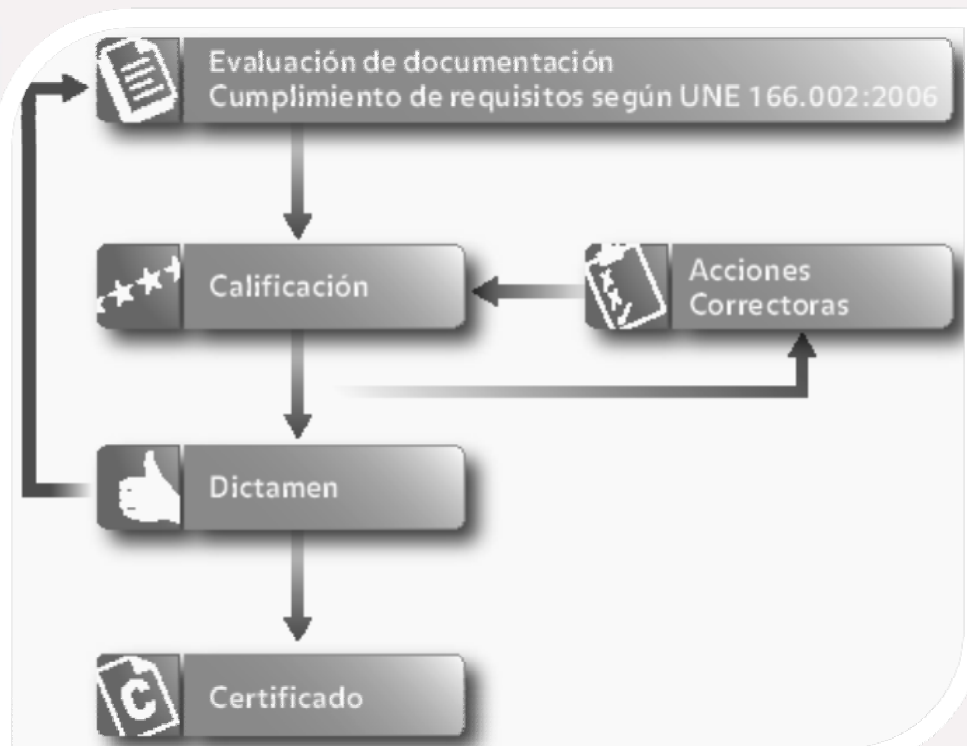 Evaluación de documentación
Cumplimiento de requisitos según UNE 166.002:2006
Calificación
Acciones
Correctoras
Dictamen
C
Certificado